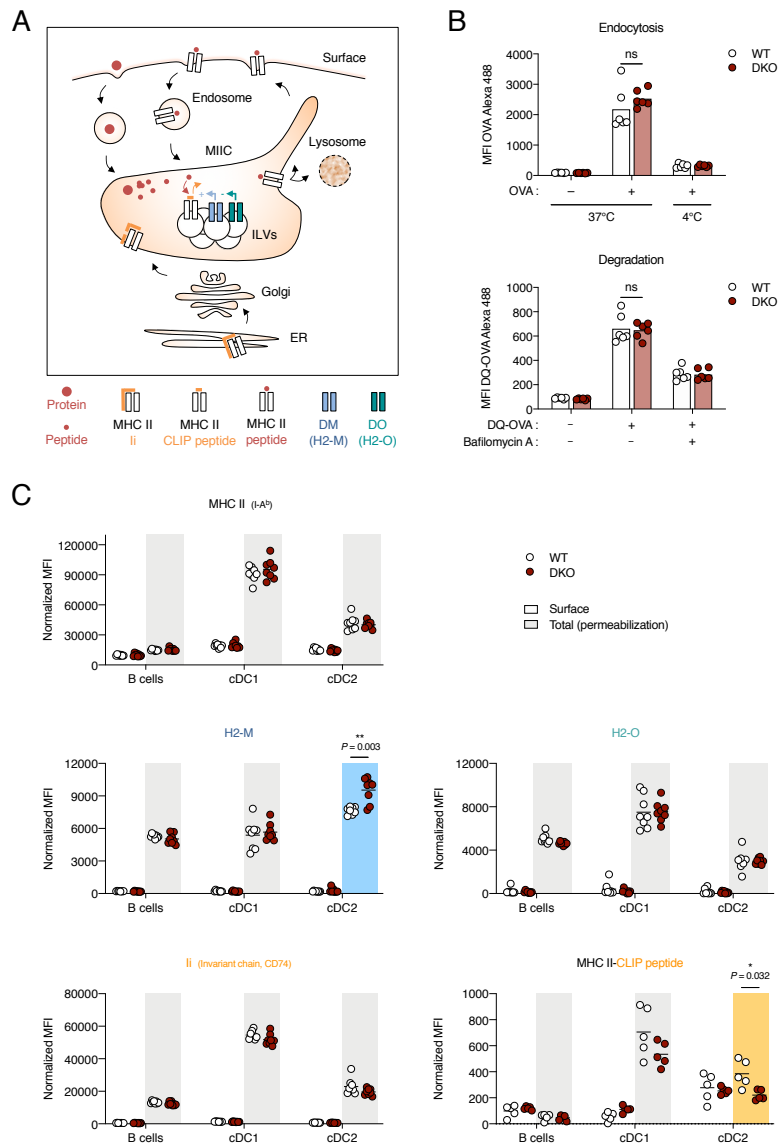 A
Surface
Endosome
MIIC
Lysosome
+
-
ILVs
Golgi
ER
Protein
Peptide
MHC II
Ii
MHC II
CLIP peptide
MHC II
peptide
DM
(H2-M)
DO
(H2-O)
B
Endocytosis
WT
DKO
MFI OVA Alexa 488
4000
3000
2000
1000
0
ns
OVA :
−
+
+
37°C
4°C
Degradation
WT
DKO
MFI DQ-OVA Alexa 488
1000
800
600
400
200
0
ns
DQ-OVA :
−
+
+
Bafilomycin A :
−
−
+
C
MHC II (I-Aᵇ)
Normalized MFI
120000
90000
60000
30000
0
B cells
cDC1
cDC2
WT
DKO
Surface
Total (permeabilization)
H2-M
Normalized MFI
12000
9000
6000
3000
0
**
P = 0.003
B cells
cDC1
cDC2
H2-O
Normalized MFI
12000
8000
4000
0
B cells
cDC1
cDC2
Ii (Invariant chain, CD74)
Normalized MFI
80000
60000
40000
20000
0
B cells
cDC1
cDC2
MHC II-CLIP peptide
Normalized MFI
1000
800
600
400
200
0
*
P = 0.032
B cells
cDC1
cDC2